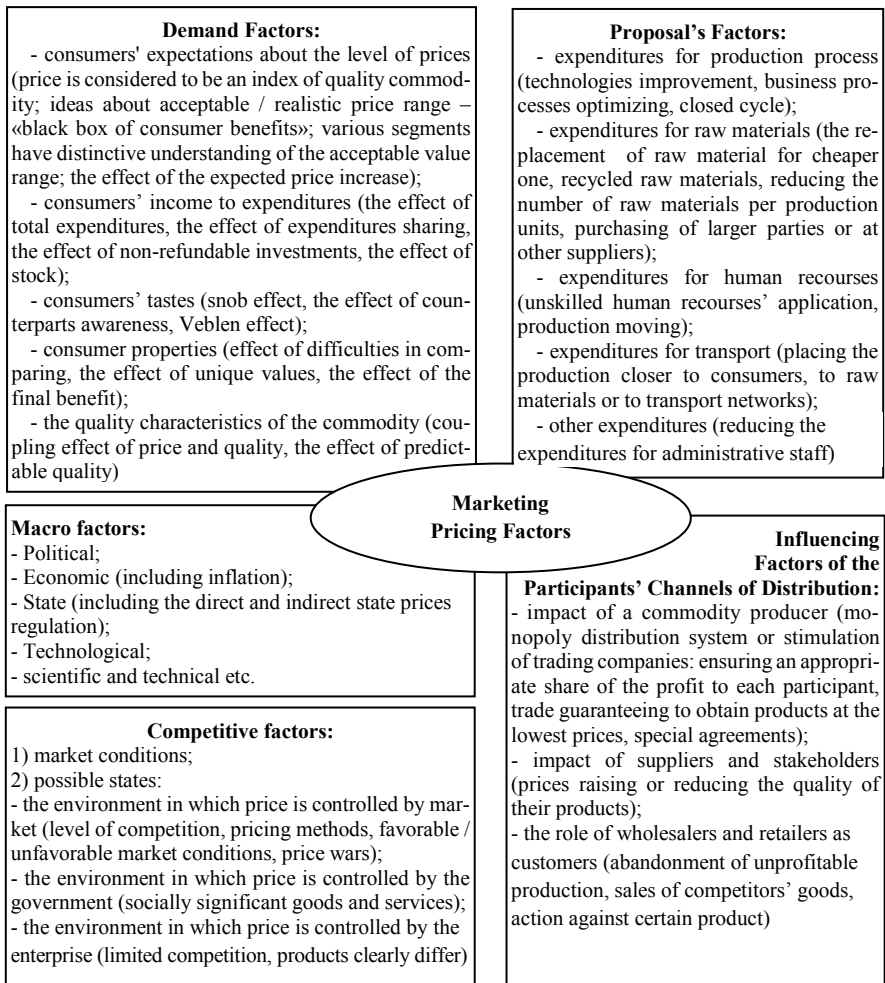 Demand Factors:
- consumers' expectations about the level of prices
(price is considered to be an index of quality commod-
ity; ideas about acceptable / realistic price range –
«black box of consumer benefits»; various segments
have distinctive understanding of the acceptable value
range; the effect of the expected price increase);
- consumers' income to expenditures (the effect of
total expenditures, the effect of expenditures sharing,
the effect of non-refundable investments, the effect of
stock);
- consumers' tastes (snob effect, the effect of coun-
terparts awareness, Veblen effect);
- consumer properties (effect of difficulties in com-
paring, the effect of unique values, the effect of the
final benefit);
- the quality characteristics of the commodity (cou-
pling effect of price and quality, the effect of predict-
able quality)
Proposal's Factors:
- expenditures for production process
(technologies improvement, business pro-
cesses optimizing, closed cycle);
- expenditures for raw materials (the re-
placement of raw material for cheaper
one, recycled raw materials, reducing the
number of raw materials per production
units, purchasing of larger parties or at
other suppliers);
- expenditures for human recourses
(unskilled human recourses' application,
production moving);
- expenditures for transport (placing the
production closer to consumers, to raw
materials or to transport networks);
- other expenditures (reducing the
expenditures for administrative staff)
Marketing
Pricing Factors
Macro factors:
- Political;
- Economic (including inflation);
- State (including the direct and indirect state prices
regulation);
- Technological;
- scientific and technical etc.
Influencing
Factors of the
Participants' Channels of Distribution:
- impact of a commodity producer (mo-
nopoly distribution system or stimulation
of trading companies: ensuring an appropri-
ate share of the profit to each participant,
trade guaranteeing to obtain products at the
lowest prices, special agreements);
- impact of suppliers and stakeholders
(prices raising or reducing the quality of
their products);
- the role of wholesalers and retailers as
customers (abandonment of unprofitable
production, sales of competitors' goods,
action against certain product)
Competitive factors:
1) market conditions;
2) possible states:
- the environment in which price is controlled by mar-
ket (level of competition, pricing methods, favorable /
unfavorable market conditions, price wars);
- the environment in which price is controlled by the
government (socially significant goods and services);
- the environment in which price is controlled by the
enterprise (limited competition, products clearly differ)